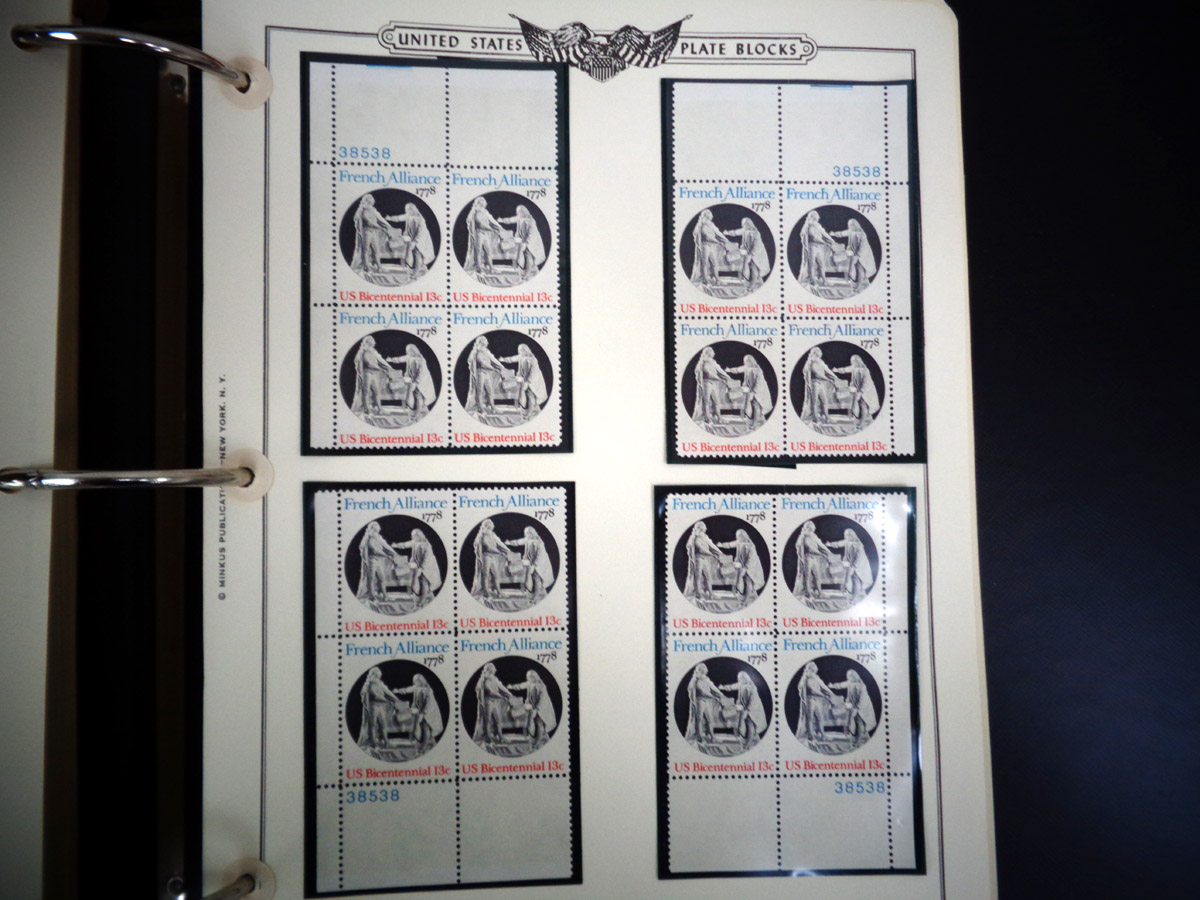 UNITED STATES PLATE BLOCKS
38538
French Alliance French Alliance
1778 1778
US Bicentennial 13c US Bicentennial 13c
French Alliance French Alliance
1778 1778
US Bicentennial 13c US Bicentennial 13c
38538
French Alliance French Alliance
1778 1778
US Bicentennial 13c US Bicentennial 13c
French Alliance French Alliance
1778 1778
US Bicentennial 13c US Bicentennial 13c
French Alliance French Alliance
1778 1778
US Bicentennial 13c US Bicentennial 13c
French Alliance French Alliance
1778 1778
US Bicentennial 13c US Bicentennial 13c
38538
French Alliance French Alliance
1778 1778
US Bicentennial 13c US Bicentennial 13c
French Alliance French Alliance
1778 1778
US Bicentennial 13c US Bicentennial 13c
38538
© MINKUS PUBLICATI NEW YORK, N. Y.